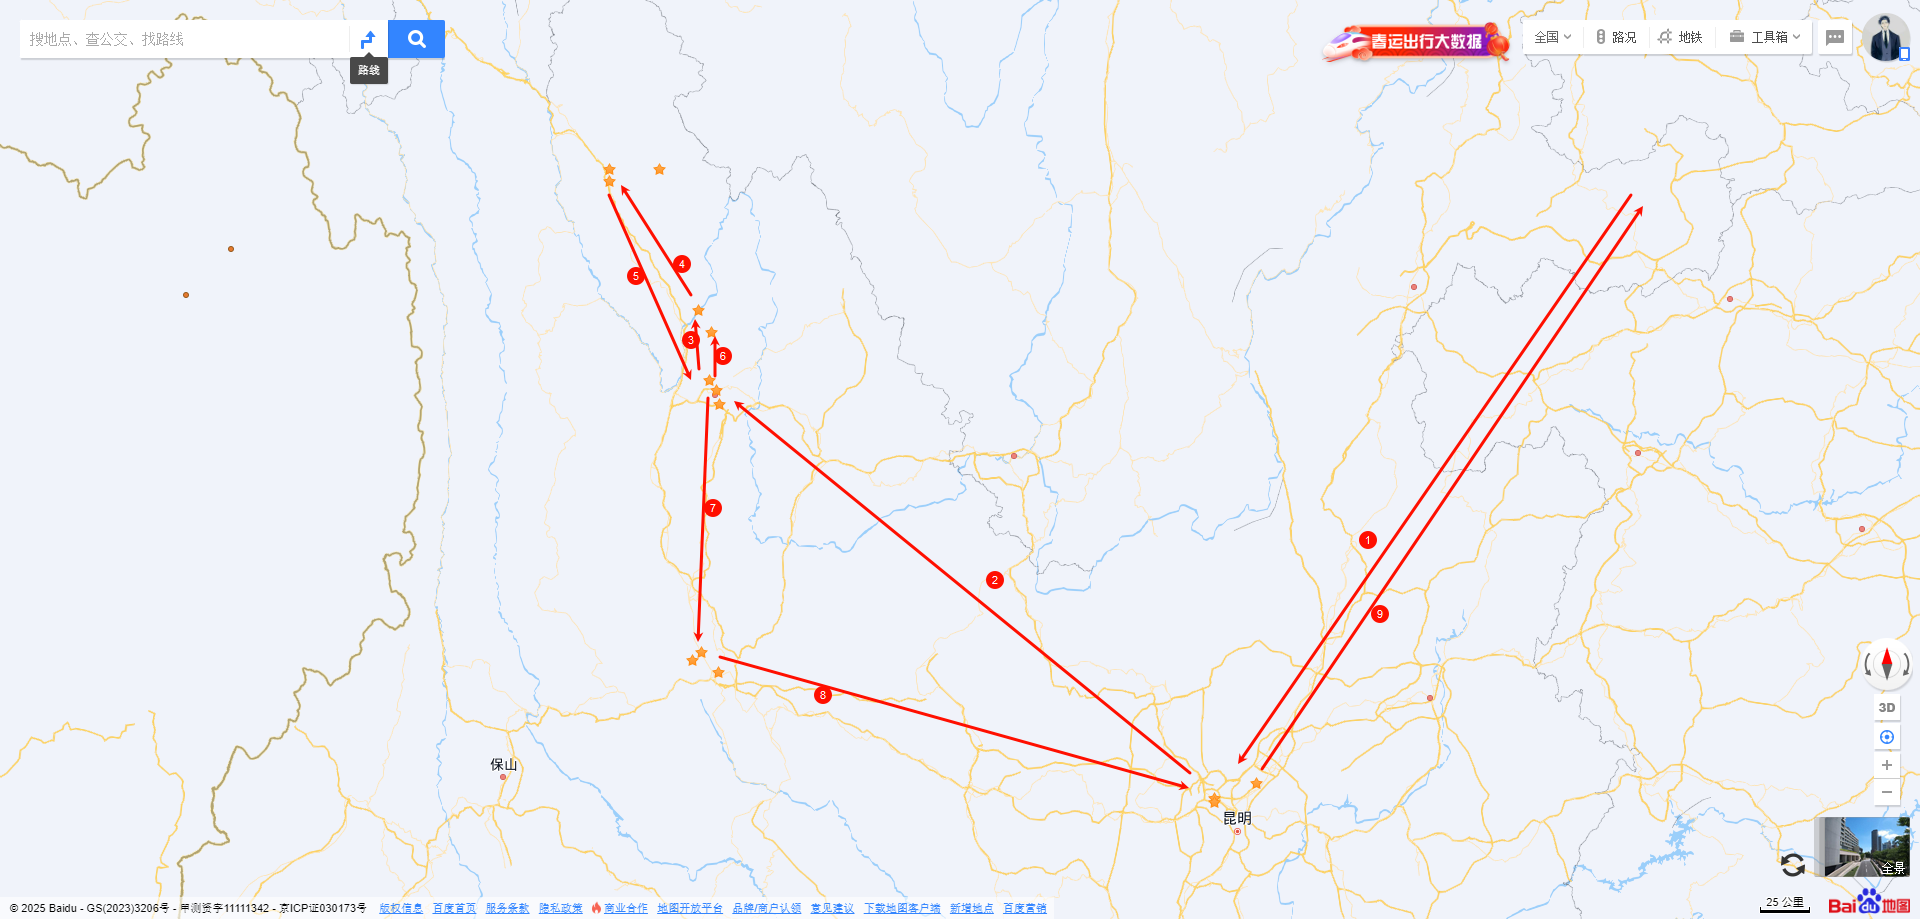 搜地点、查公交、找路线
路线
春运出行大数据
全国
路况
地铁
工具箱
4
5
3
6
7
1
2
9
8
保山
昆明
3D
全景
25 公里
© 2025 Baidu - GS(2023)3206号 - 甲测资字11111342 - 京ICP证030173号 版权信息 百度首页 服务条款 隐私政策 商业合作 地图开放平台 品牌/商户认领 意见建议 下载地图客户端 新增地点 百度营销
Baidu地图